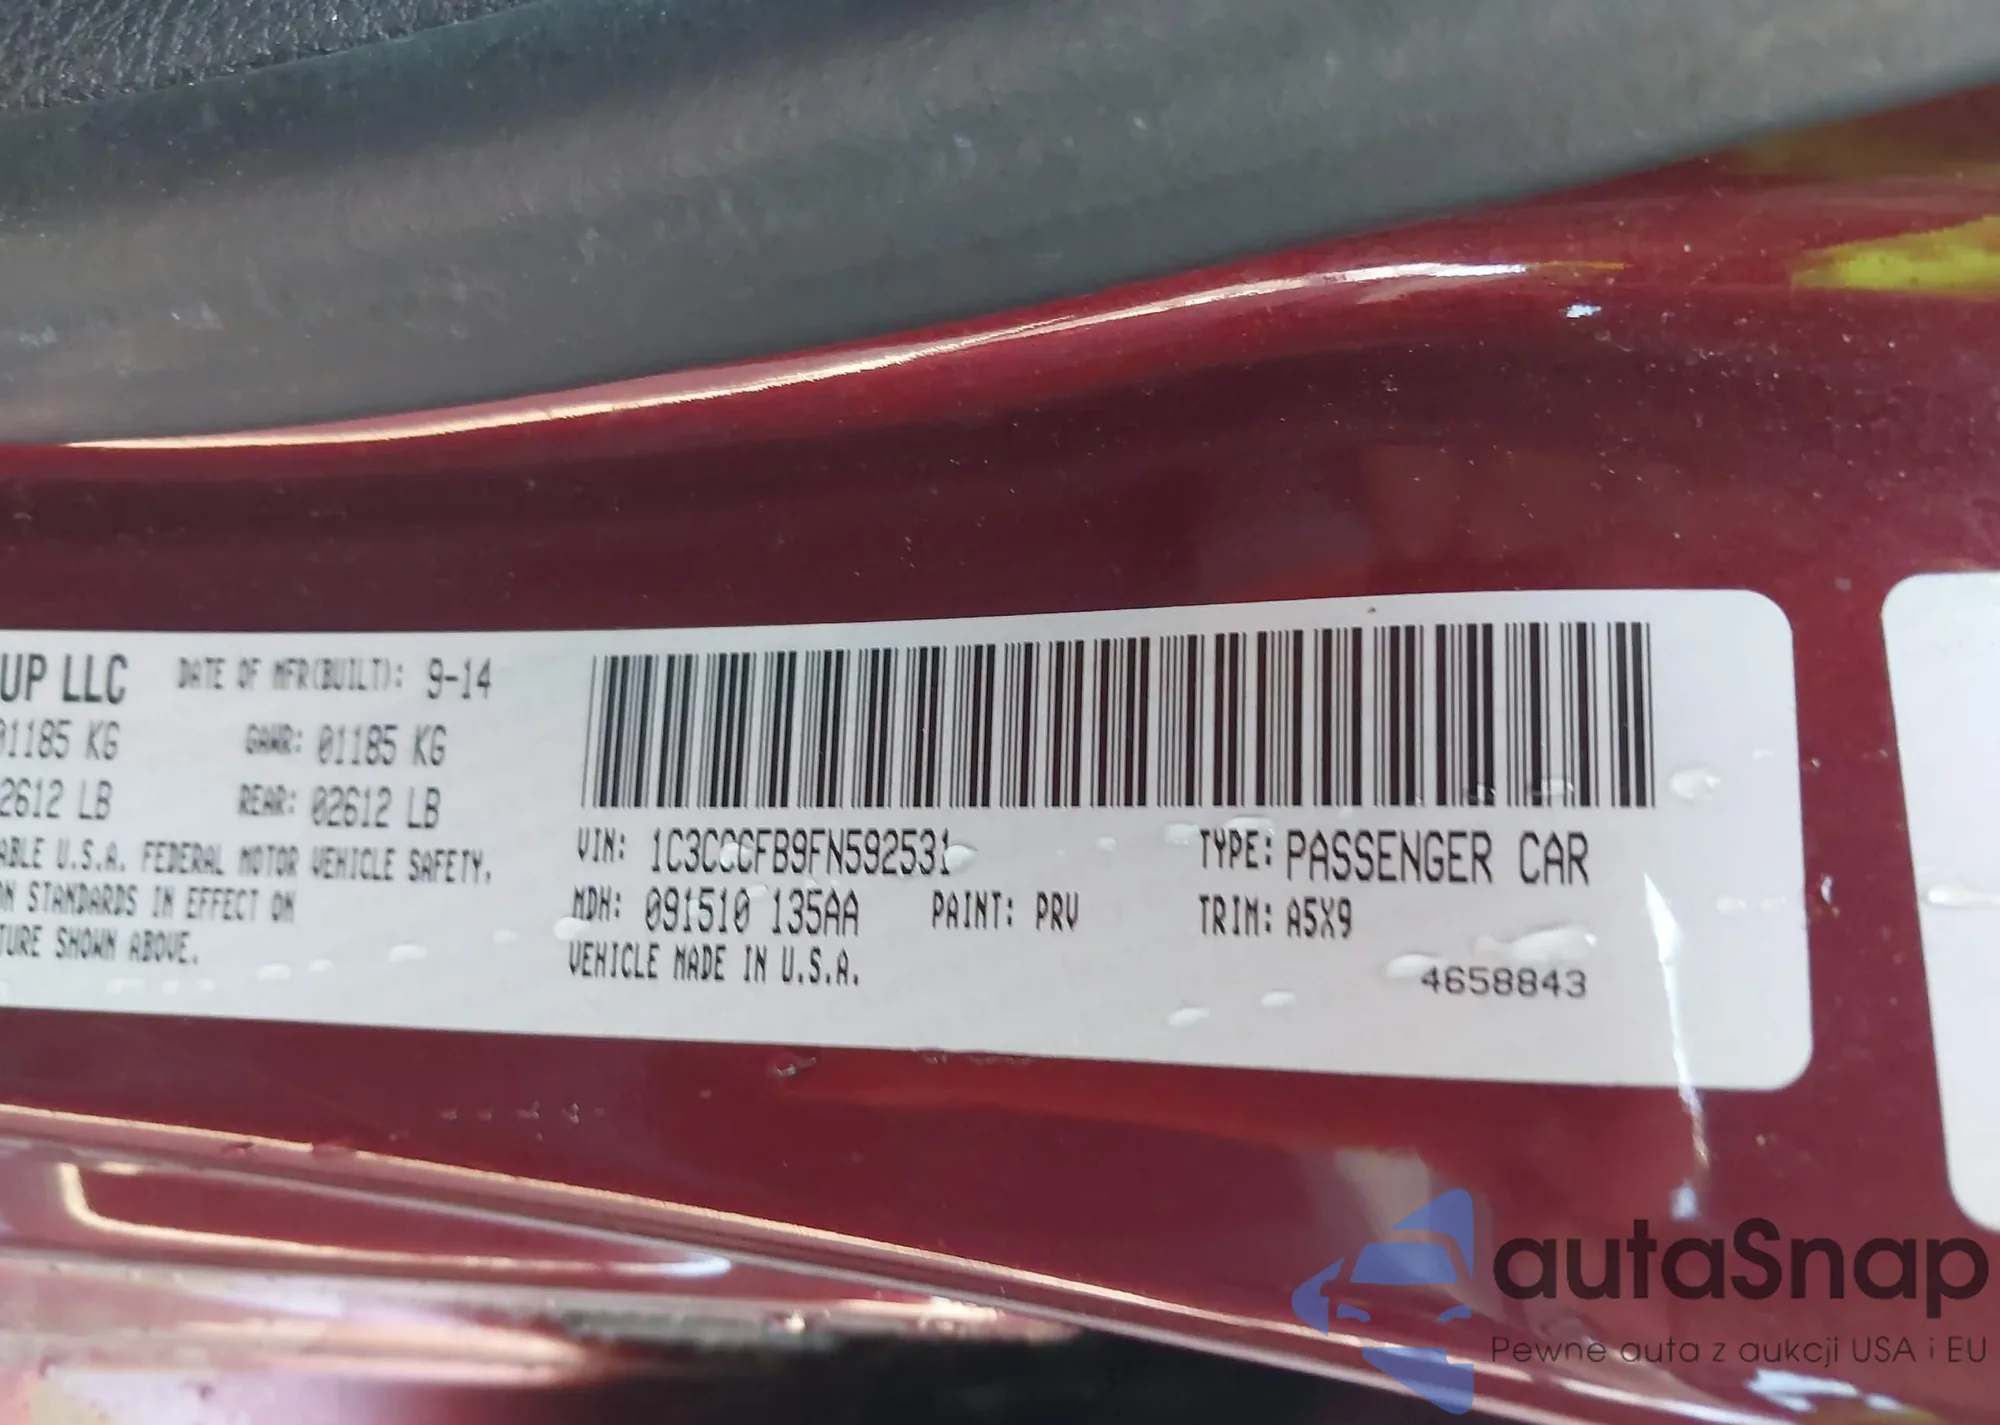 UP LLC DATE OF MFR(BUILT): 9-14
01185 KG GAWR: 01185 KG
2612 LB REAR: 02612 LB
ABLE U.S.A. FEDERAL MOTOR VEHICLE SAFETY,
ON STANDARDS IN EFFECT ON
TURE SHOWN ABOVE.
VIN: 1C3CCCFB9FN592531 TYPE: PASSENGER CAR
MDH: 091510 135AA PAINT: PRV TRIM: A5X9
VEHICLE MADE IN U.S.A.
4658843
autaSnap
Pewne auta z aukcji USA i EU